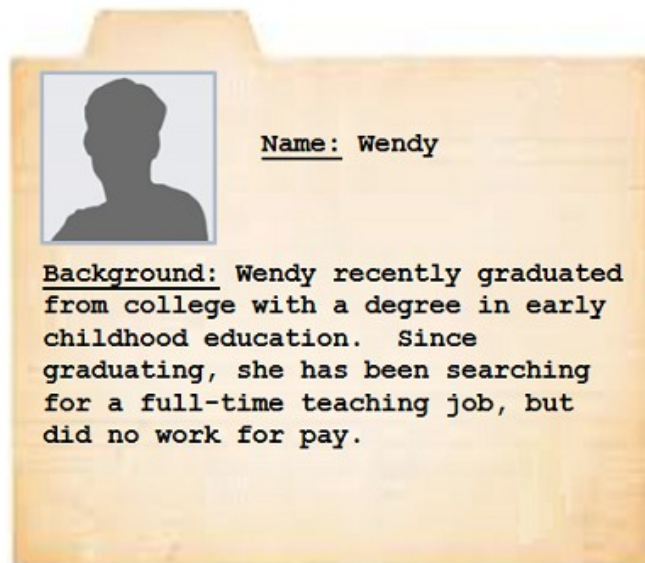 Name: Wendy
Background: Wendy recently graduated
from college with a degree in early
childhood education.  Since
graduating, she has been searching
for a full-time teaching job, but
did no work for pay.